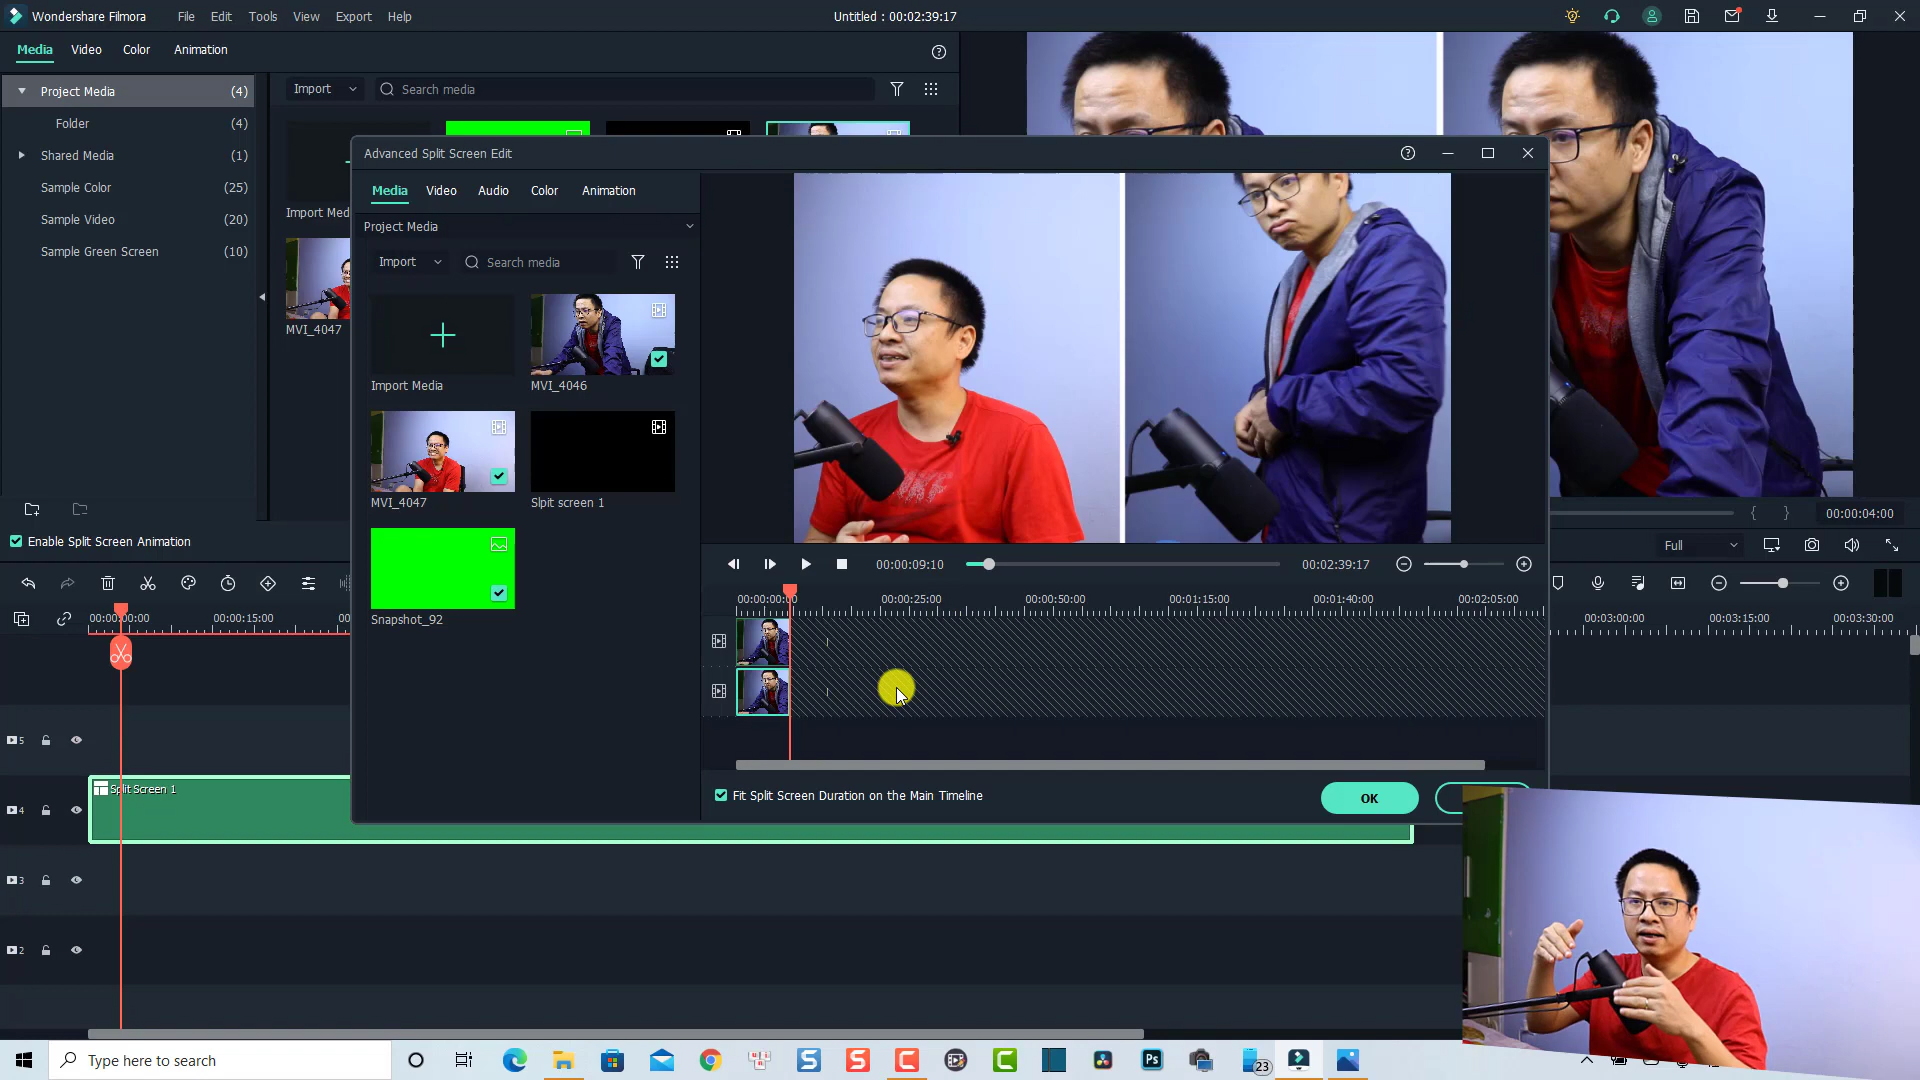 Wondershare Filmora File Edit Tools View Export Help Untitled : 00:02:39:17
Media Video Color Animation
Import Search media
Project Media (4)
Folder (4)
Shared Media (1)
Sample Color (25)
Sample Video (20)
Sample Green Screen (10)
Import Med
MVI_4047
Enable Split Screen Animation
Advanced Split Screen Edit
Media Video Audio Color Animation
Project Media
Import Search media
Import Media
MVI_4046
MVI_4047
Slpit screen 1
Snapshot_92
00:00:09:10 00:02:39:17
00:00:00:00 00:00:25:00 00:00:50:00 00:01:15:00 00:01:40:00 00:02:05:00
Fit Split Screen Duration on the Main Timeline
OK
{ } 00:00:04:00
Full
00:00:00:00 00:00:15:00 00: 00:03:00:00 00:03:15:00 00:03:30:00
5
4
3
2
Split Screen 1
Type here to search
S S C C Ps 23